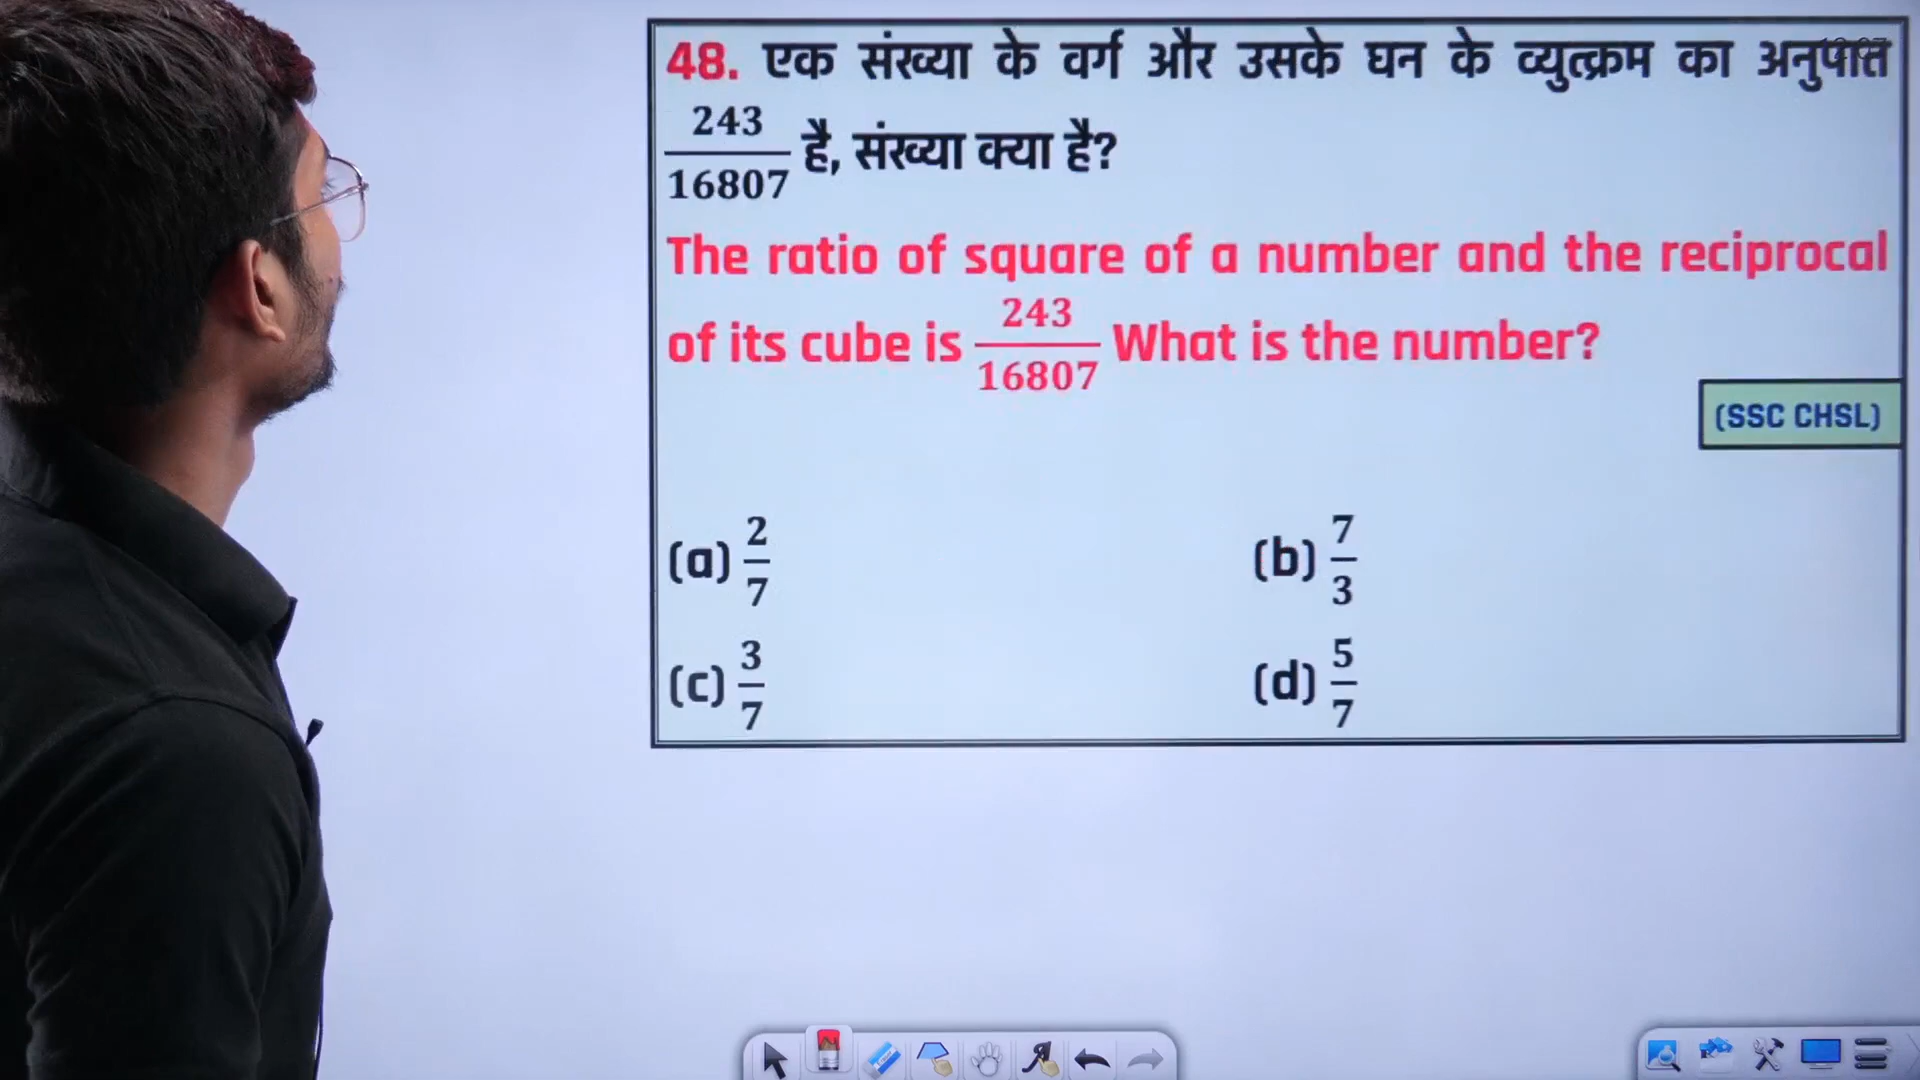 48. एक संख्या के वर्ग और उसके घन के व्युत्क्रम का अनुपात
243/16807 है, संख्या क्या है?
The ratio of square of a number and the reciprocal
of its cube is 243/16807 What is the number?
(SSC CHSL)
(a) 2/7 (b) 7/3
(c) 3/7 (d) 5/7